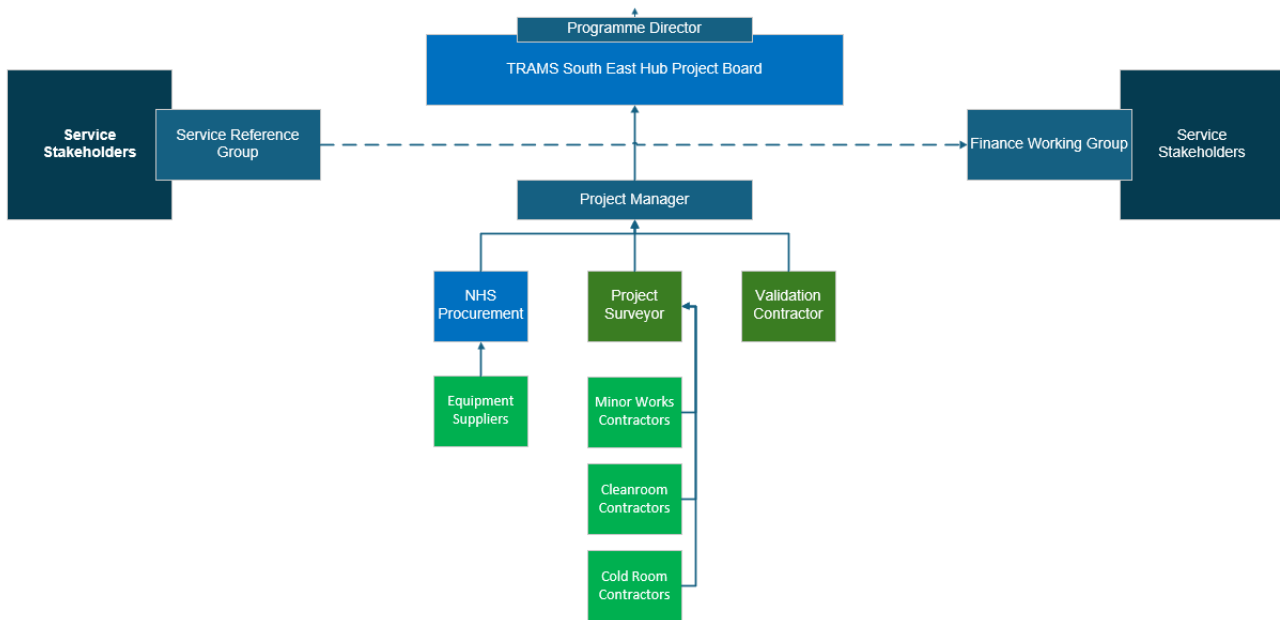 Programme Director
TRAMS South East Hub Project Board
Service
Stakeholders
Service Reference
Group
Finance Working Group
Service
Stakeholders
Project Manager
NHS
Procurement
Project
Surveyor
Validation
Contractor
Equipment
Suppliers
Minor Works
Contractors
Cleanroom
Contractors
Cold Room
Contractors